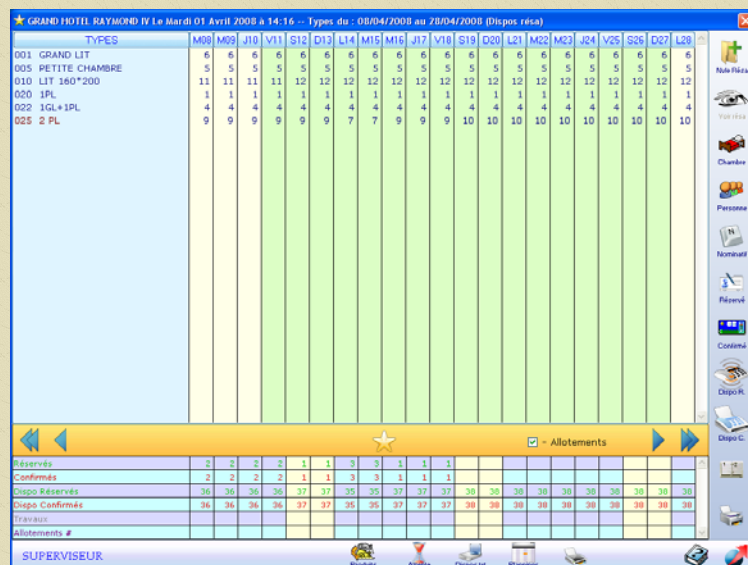 GRAND HOTEL RAYMOND IV Le Mardi 01 Avril 2008 à 14:16 -- Types du : 08/04/2008 au 28/04/2008 (Dispos résa)
TYPES M08 M09 J10 V11 S12 D13 L14 M15 M16 J17 V18 S19 D20 L21 M22 M23 J24 V25 S26 D27 L28
001 GRAND LIT 6 6 6 6 6 6 6 6 6 6 6 6 6 6 6 6 6 6 6 6 6
005 PETITE CHAMBRE 5 5 5 5 5 5 5 5 5 5 5 5 5 5 5 5 5 5 5 5 5
010 LIT 160*200 11 11 11 11 12 12 12 12 12 12 12 12 12 12 12 12 12 12 12 12 12
020 1PL 1 1 1 1 1 1 1 1 1 1 1 1 1 1 1 1 1 1 1 1 1
022 1GL+1PL 4 4 4 4 4 4 4 4 4 4 4 4 4 4 4 4 4 4 4 4 4
025 2 PL 9 9 9 9 9 9 7 7 9 9 9 10 10 10 10 10 10 10 10 10 10
Voir résa
Chambre
Personne
Nominatif
Réservé
Confirmé
Dispo R.
Dispo C.
- Allotements
Réservés 2 2 2 2 1 1 3 3 1 1 1
Confirmés 2 2 2 2 1 1 3 3 1 1 1
Dispo Réservés 36 36 36 36 37 37 35 35 37 37 37 38 38 38 38 38 38 38 38 38 38
Dispo Confirmés 36 36 36 36 37 37 35 35 37 37 37 38 38 38 38 38 38 38 38 38 38
Travaux
Allotements #
SUPERVISEUR